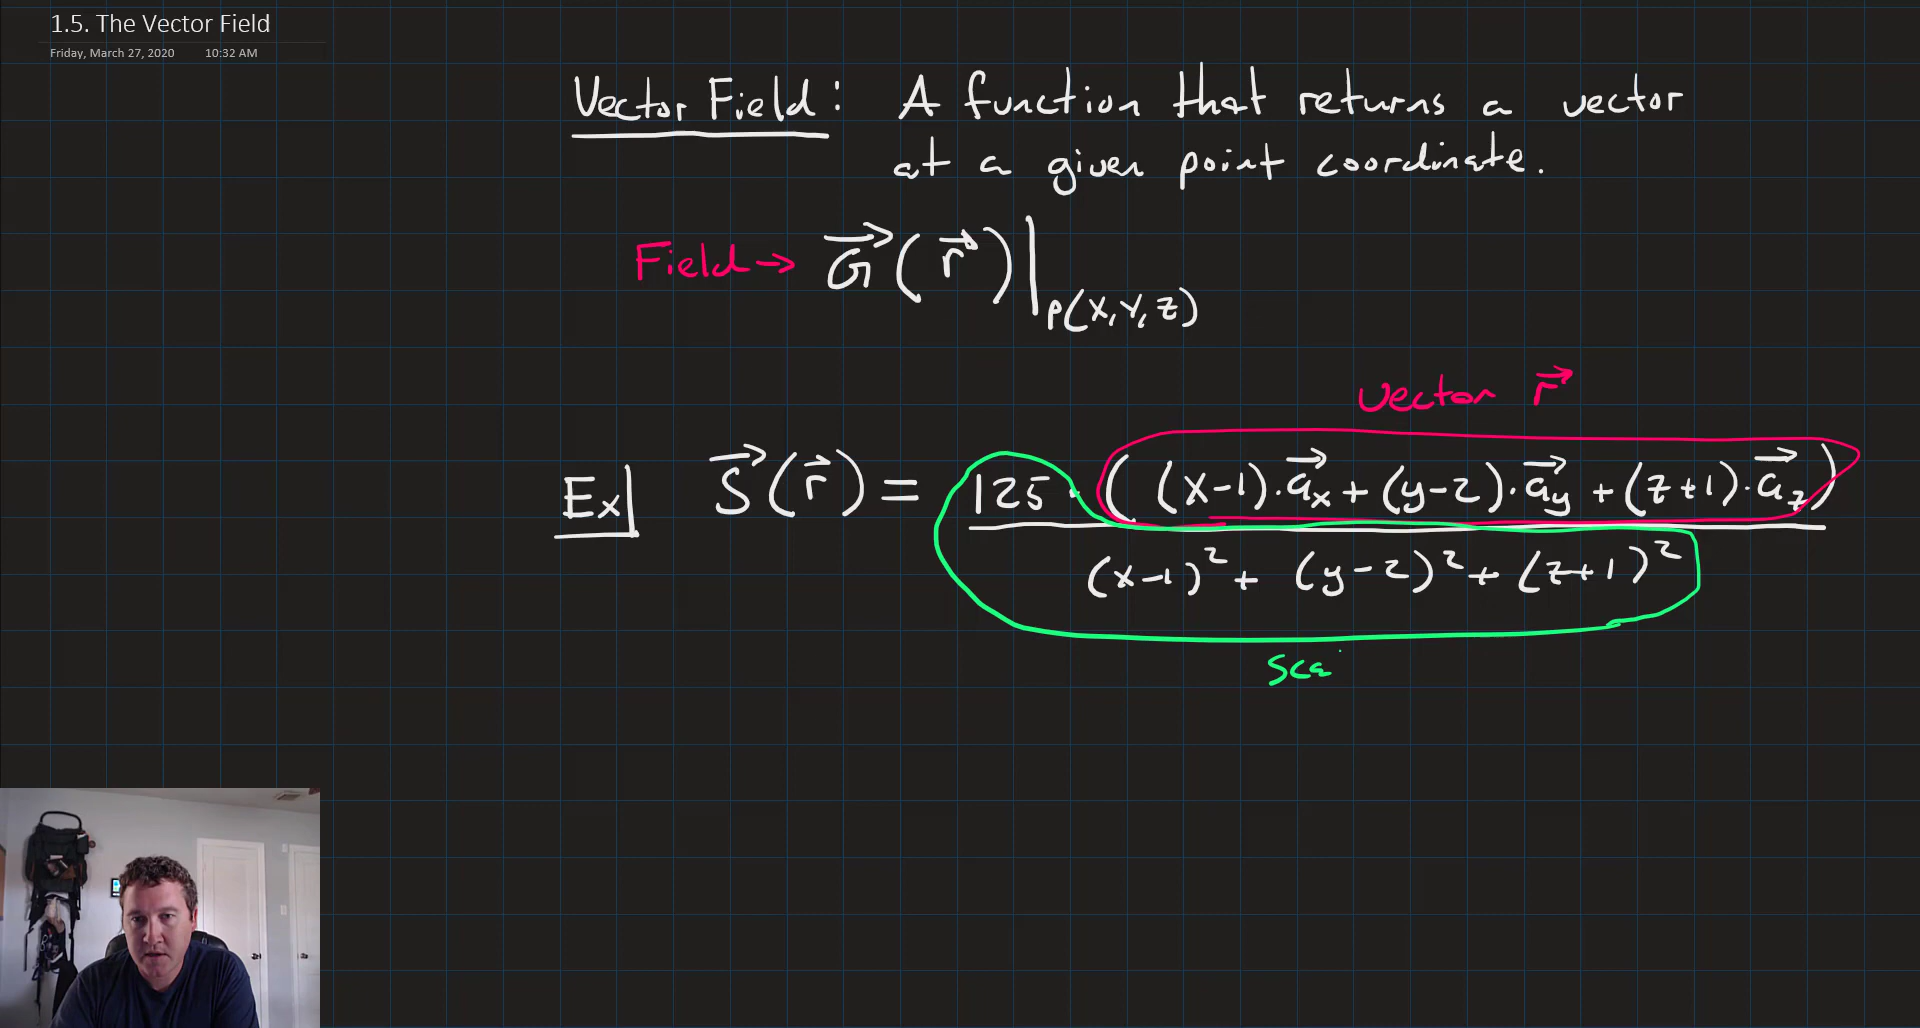 1.5. The Vector Field
Friday, March 27, 2020 10:32 AM
Vector Field: A function that returns a vector
at a given point coordinate.
Field → G⃗(r⃗)|P(x,y,z)
vector r⃗
Ex| S⃗(r⃗) = 125 · ((x-1)·a⃗x + (y-2)·a⃗y + (z+1)·a⃗z)
(x-1)² + (y-2)² + (z+1)²
Sca